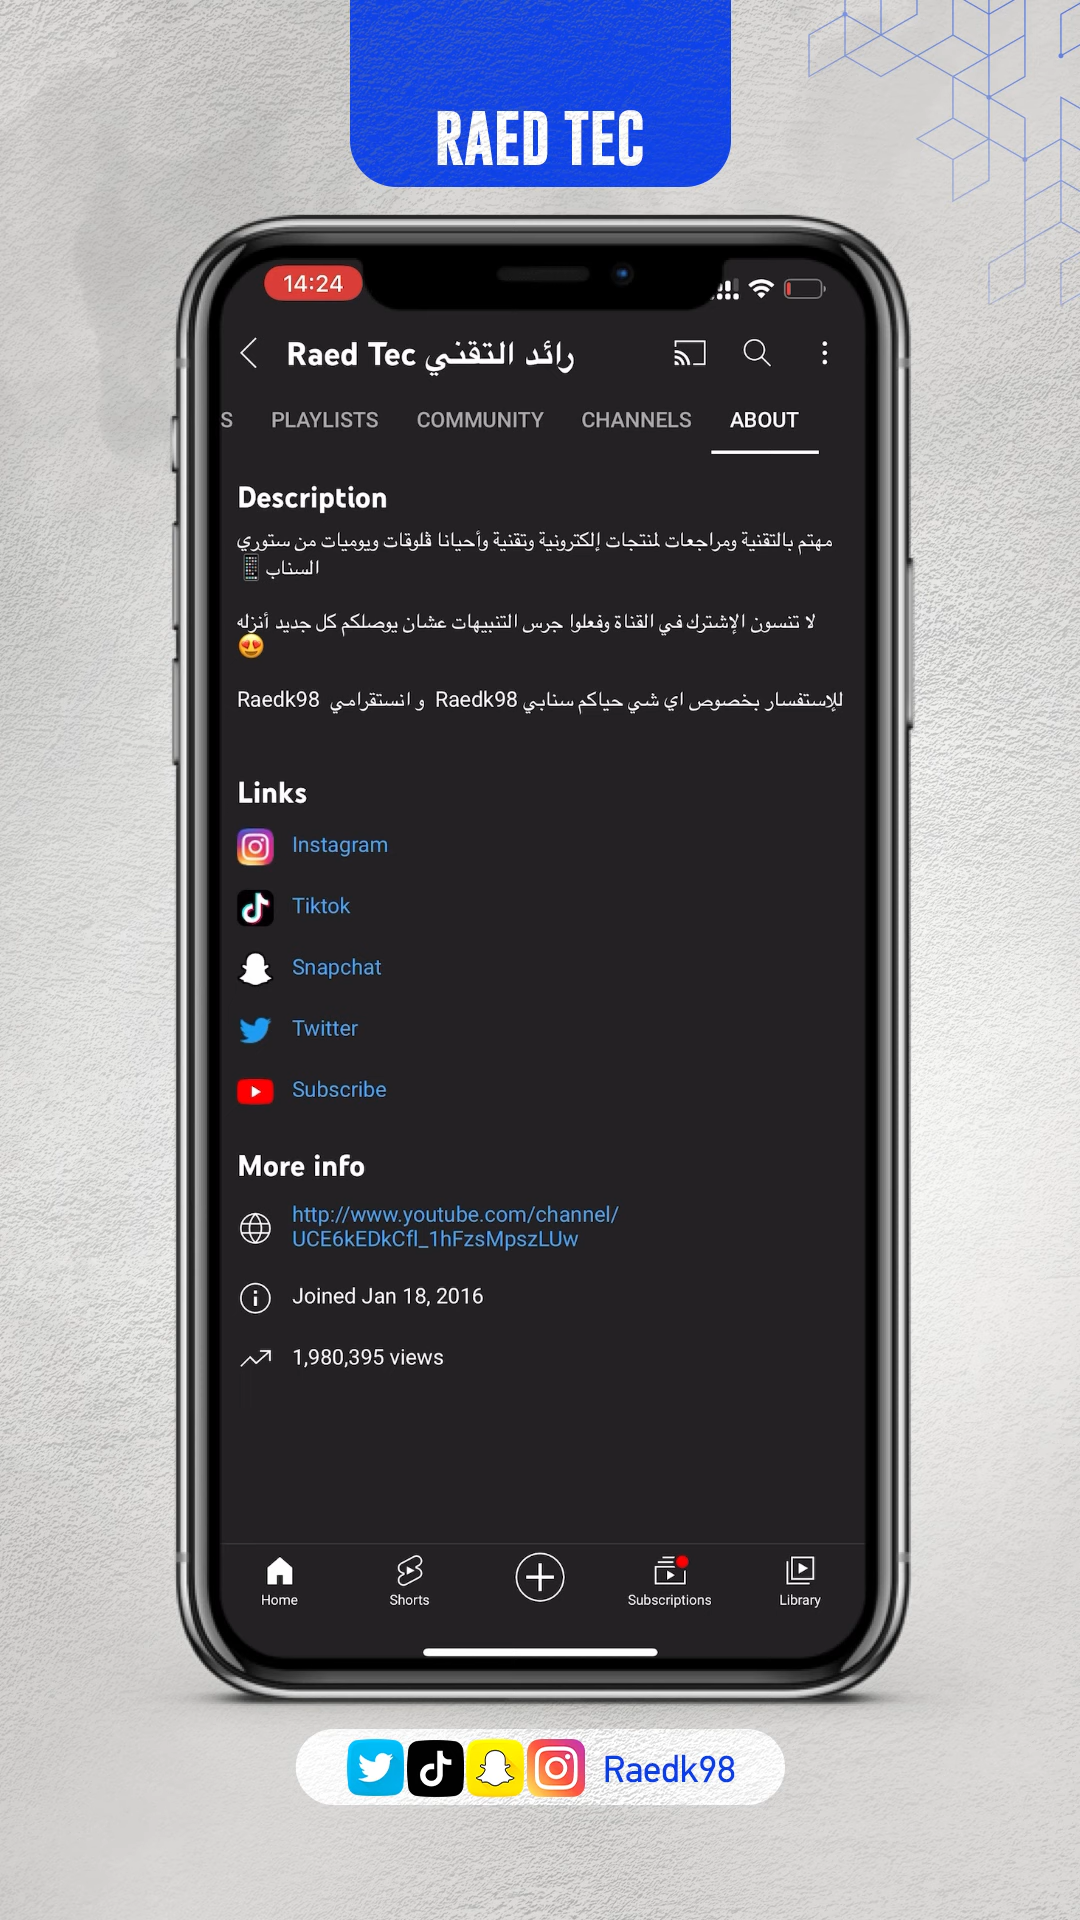 RAED TEC
14:24
Raed Tec رائد التقني
S PLAYLISTS COMMUNITY CHANNELS ABOUT
Description
مهتم بالتقنية ومراجعات لمنتجات إلكترونية وتقنية وأحيانا ڤلوقات ويوميات من ستوري
السناب📱
لا تنسون الإشترك في القناة وفعلوا جرس التنبيهات عشان يوصلكم كل جديد أنزله
😍
للإستفسار بخصوص اي شي حياكم سنابي Raedk98 و انستقرامي Raedk98
Links
Instagram
Tiktok
Snapchat
Twitter
Subscribe
More info
http://www.youtube.com/channel/
UCE6kEDkCfl_1hFzsMpszLUw
Joined Jan 18, 2016
1,980,395 views
Home Shorts Subscriptions Library
Raedk98